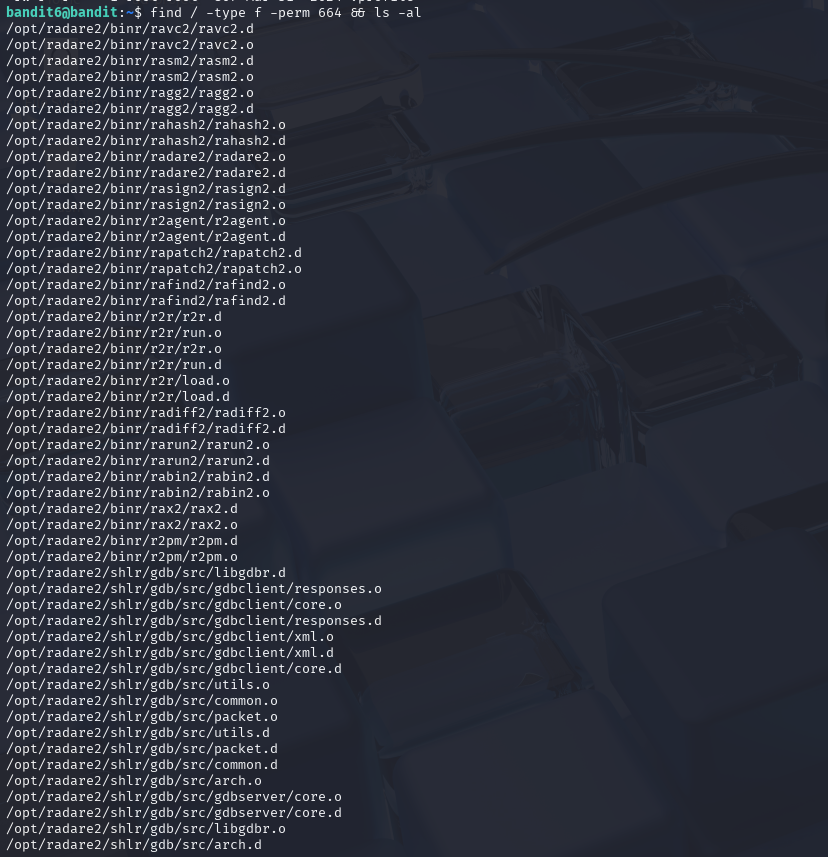 bandit6@bandit:~$ find / -type f -perm 664 && ls -al
/opt/radare2/binr/ravc2/ravc2.d
/opt/radare2/binr/ravc2/ravc2.o
/opt/radare2/binr/rasm2/rasm2.d
/opt/radare2/binr/rasm2/rasm2.o
/opt/radare2/binr/ragg2/ragg2.o
/opt/radare2/binr/ragg2/ragg2.d
/opt/radare2/binr/rahash2/rahash2.o
/opt/radare2/binr/rahash2/rahash2.d
/opt/radare2/binr/radare2/radare2.o
/opt/radare2/binr/radare2/radare2.d
/opt/radare2/binr/rasign2/rasign2.d
/opt/radare2/binr/rasign2/rasign2.o
/opt/radare2/binr/r2agent/r2agent.o
/opt/radare2/binr/r2agent/r2agent.d
/opt/radare2/binr/rapatch2/rapatch2.d
/opt/radare2/binr/rapatch2/rapatch2.o
/opt/radare2/binr/rafind2/rafind2.o
/opt/radare2/binr/rafind2/rafind2.d
/opt/radare2/binr/r2r/r2r.d
/opt/radare2/binr/r2r/run.o
/opt/radare2/binr/r2r/r2r.o
/opt/radare2/binr/r2r/run.d
/opt/radare2/binr/r2r/load.o
/opt/radare2/binr/r2r/load.d
/opt/radare2/binr/radiff2/radiff2.o
/opt/radare2/binr/radiff2/radiff2.d
/opt/radare2/binr/rarun2/rarun2.o
/opt/radare2/binr/rarun2/rarun2.d
/opt/radare2/binr/rabin2/rabin2.d
/opt/radare2/binr/rabin2/rabin2.o
/opt/radare2/binr/rax2/rax2.d
/opt/radare2/binr/rax2/rax2.o
/opt/radare2/binr/r2pm/r2pm.d
/opt/radare2/binr/r2pm/r2pm.o
/opt/radare2/shlr/gdb/src/libgdbr.d
/opt/radare2/shlr/gdb/src/gdbclient/responses.o
/opt/radare2/shlr/gdb/src/gdbclient/core.o
/opt/radare2/shlr/gdb/src/gdbclient/responses.d
/opt/radare2/shlr/gdb/src/gdbclient/xml.o
/opt/radare2/shlr/gdb/src/gdbclient/xml.d
/opt/radare2/shlr/gdb/src/gdbclient/core.d
/opt/radare2/shlr/gdb/src/utils.o
/opt/radare2/shlr/gdb/src/common.o
/opt/radare2/shlr/gdb/src/packet.o
/opt/radare2/shlr/gdb/src/utils.d
/opt/radare2/shlr/gdb/src/packet.d
/opt/radare2/shlr/gdb/src/common.d
/opt/radare2/shlr/gdb/src/arch.o
/opt/radare2/shlr/gdb/src/gdbserver/core.o
/opt/radare2/shlr/gdb/src/gdbserver/core.d
/opt/radare2/shlr/gdb/src/libgdbr.o
/opt/radare2/shlr/gdb/src/arch.d